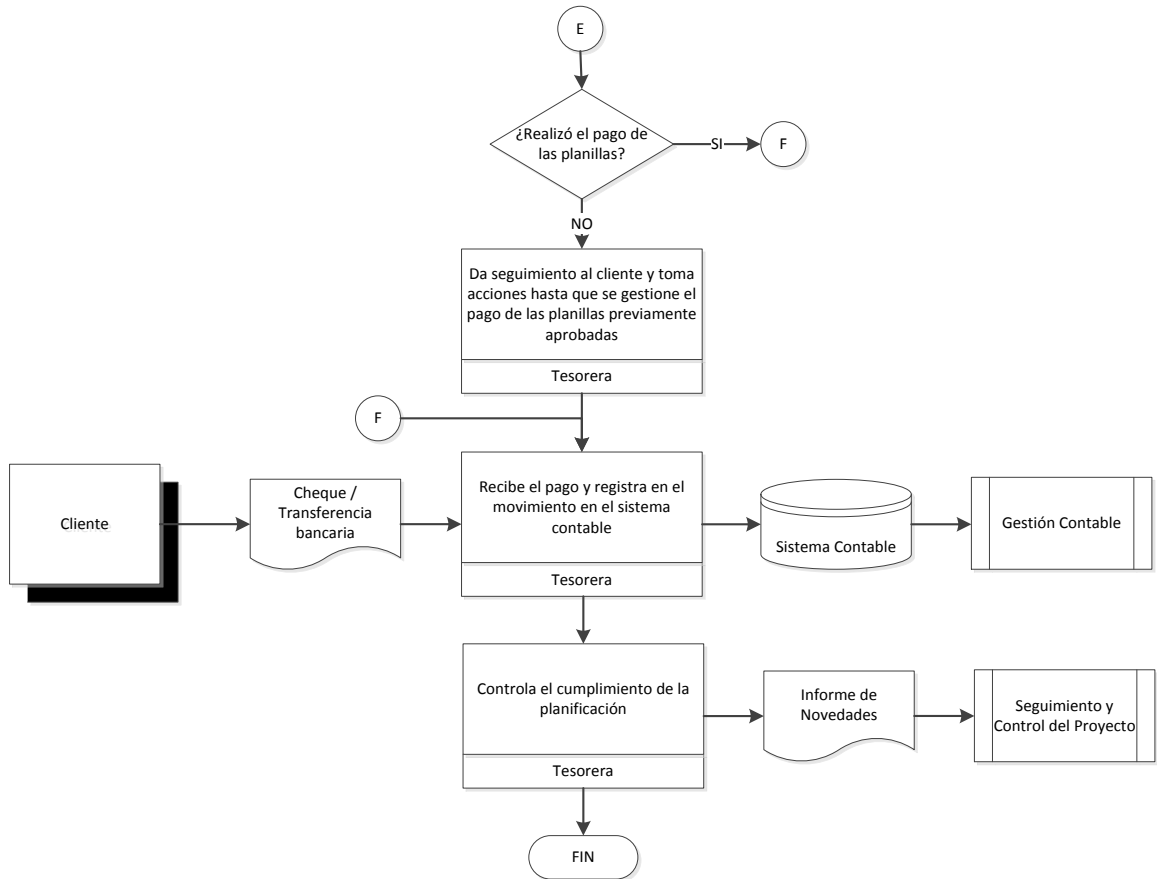 E
¿Realizó el pago de
las planillas?
SI
F
NO
Da seguimiento al cliente y toma
acciones hasta que se gestione el
pago de las planillas previamente
aprobadas
Tesorera
F
Cliente
Cheque /
Transferencia
bancaria
Recibe el pago y registra en el
movimiento en el sistema
contable
Tesorera
Sistema Contable
Gestión Contable
Controla el cumplimiento de la
planificación
Tesorera
Informe de
Novedades
Seguimiento y
Control del Proyecto
FIN